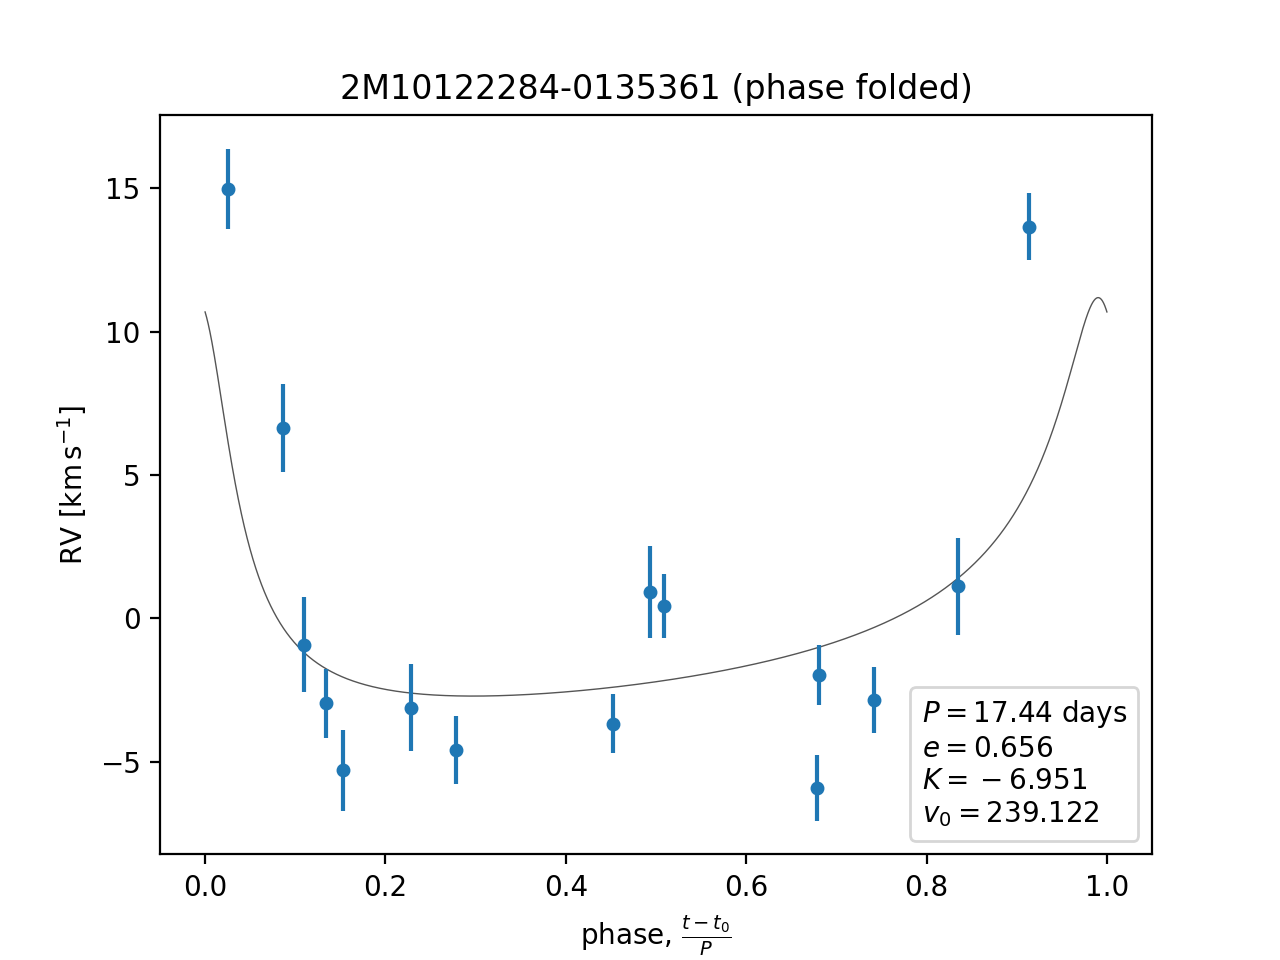 2M10122284-0135361 (phase folded)
RV [km s⁻¹]
15
10
5
0
−5
P = 17.44 days
e = 0.656
K = − 6.951
v₀ = 239.122
0.0 0.2 0.4 0.6 0.8 1.0
phase, (t − t₀)/P